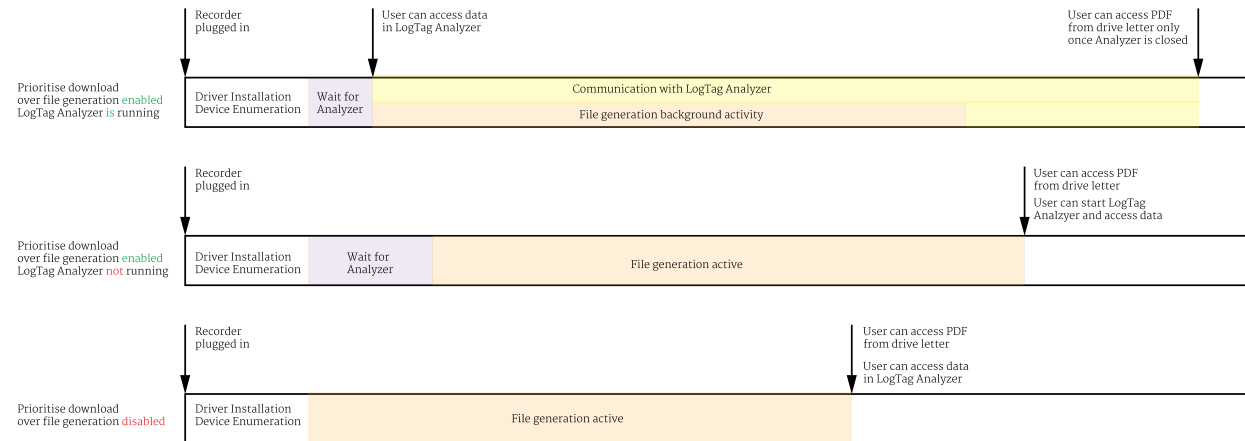 Recorder
plugged in
User can access data
in LogTag Analyzer
User can access PDF
from drive letter only
once Analyzer is closed
Prioritise download
over file generation enabled
LogTag Analyzer is running
Driver Installation
Device Enumeration
Wait for
Analyzer
Communication with LogTag Analyzer
File generation background activity
Recorder
plugged in
User can access PDF
from drive letter
User can start LogTag
Analzyer and access data
Prioritise download
over file generation enabled
LogTag Analyzer not running
Driver Installation
Device Enumeration
Wait for
Analyzer
File generation active
Recorder
plugged in
User can access PDF
from drive letter
User can access data
in LogTag Analyzer
Prioritise download
over file generation disabled
Driver Installation
Device Enumeration
File generation active